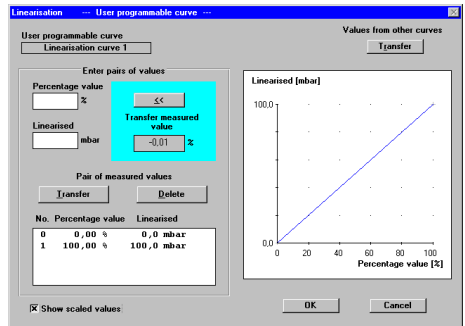 Linearisation --- User programmable curve ---
User programmable curve
Linearisation curve 1
Values from other curves
Transfer
Enter pairs of values
Percentage value
%
<<
Linearised
mbar
Transfer measured
value
-0,01 %
Pair of measured values
Transfer Delete
No. Percentage value Linearised
0 0,00 % 0,0 mbar
1 100,00 % 100,0 mbar
Show scaled values
Linearised [mbar]
100,0
0,0
0 20 40 60 80 100
Percentage value [%]
OK Cancel